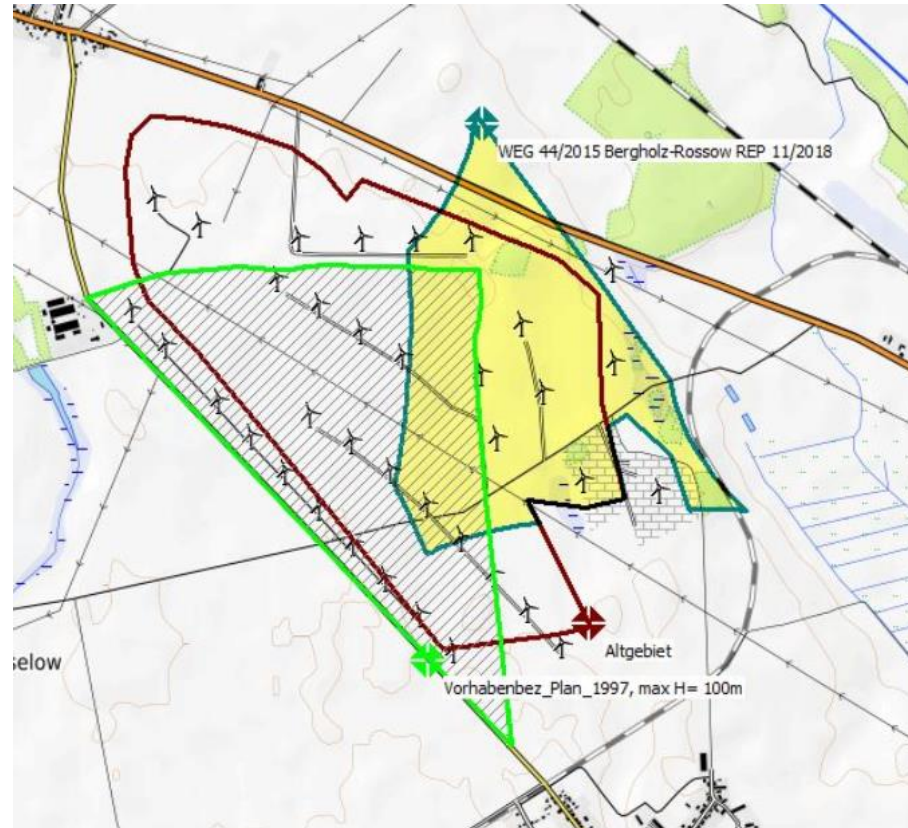 WEG 44/2015 Bergholz-Rossow REP 11/2018
Altgebiet
selow
Vorhabenbez_Plan_1997, max H= 100m